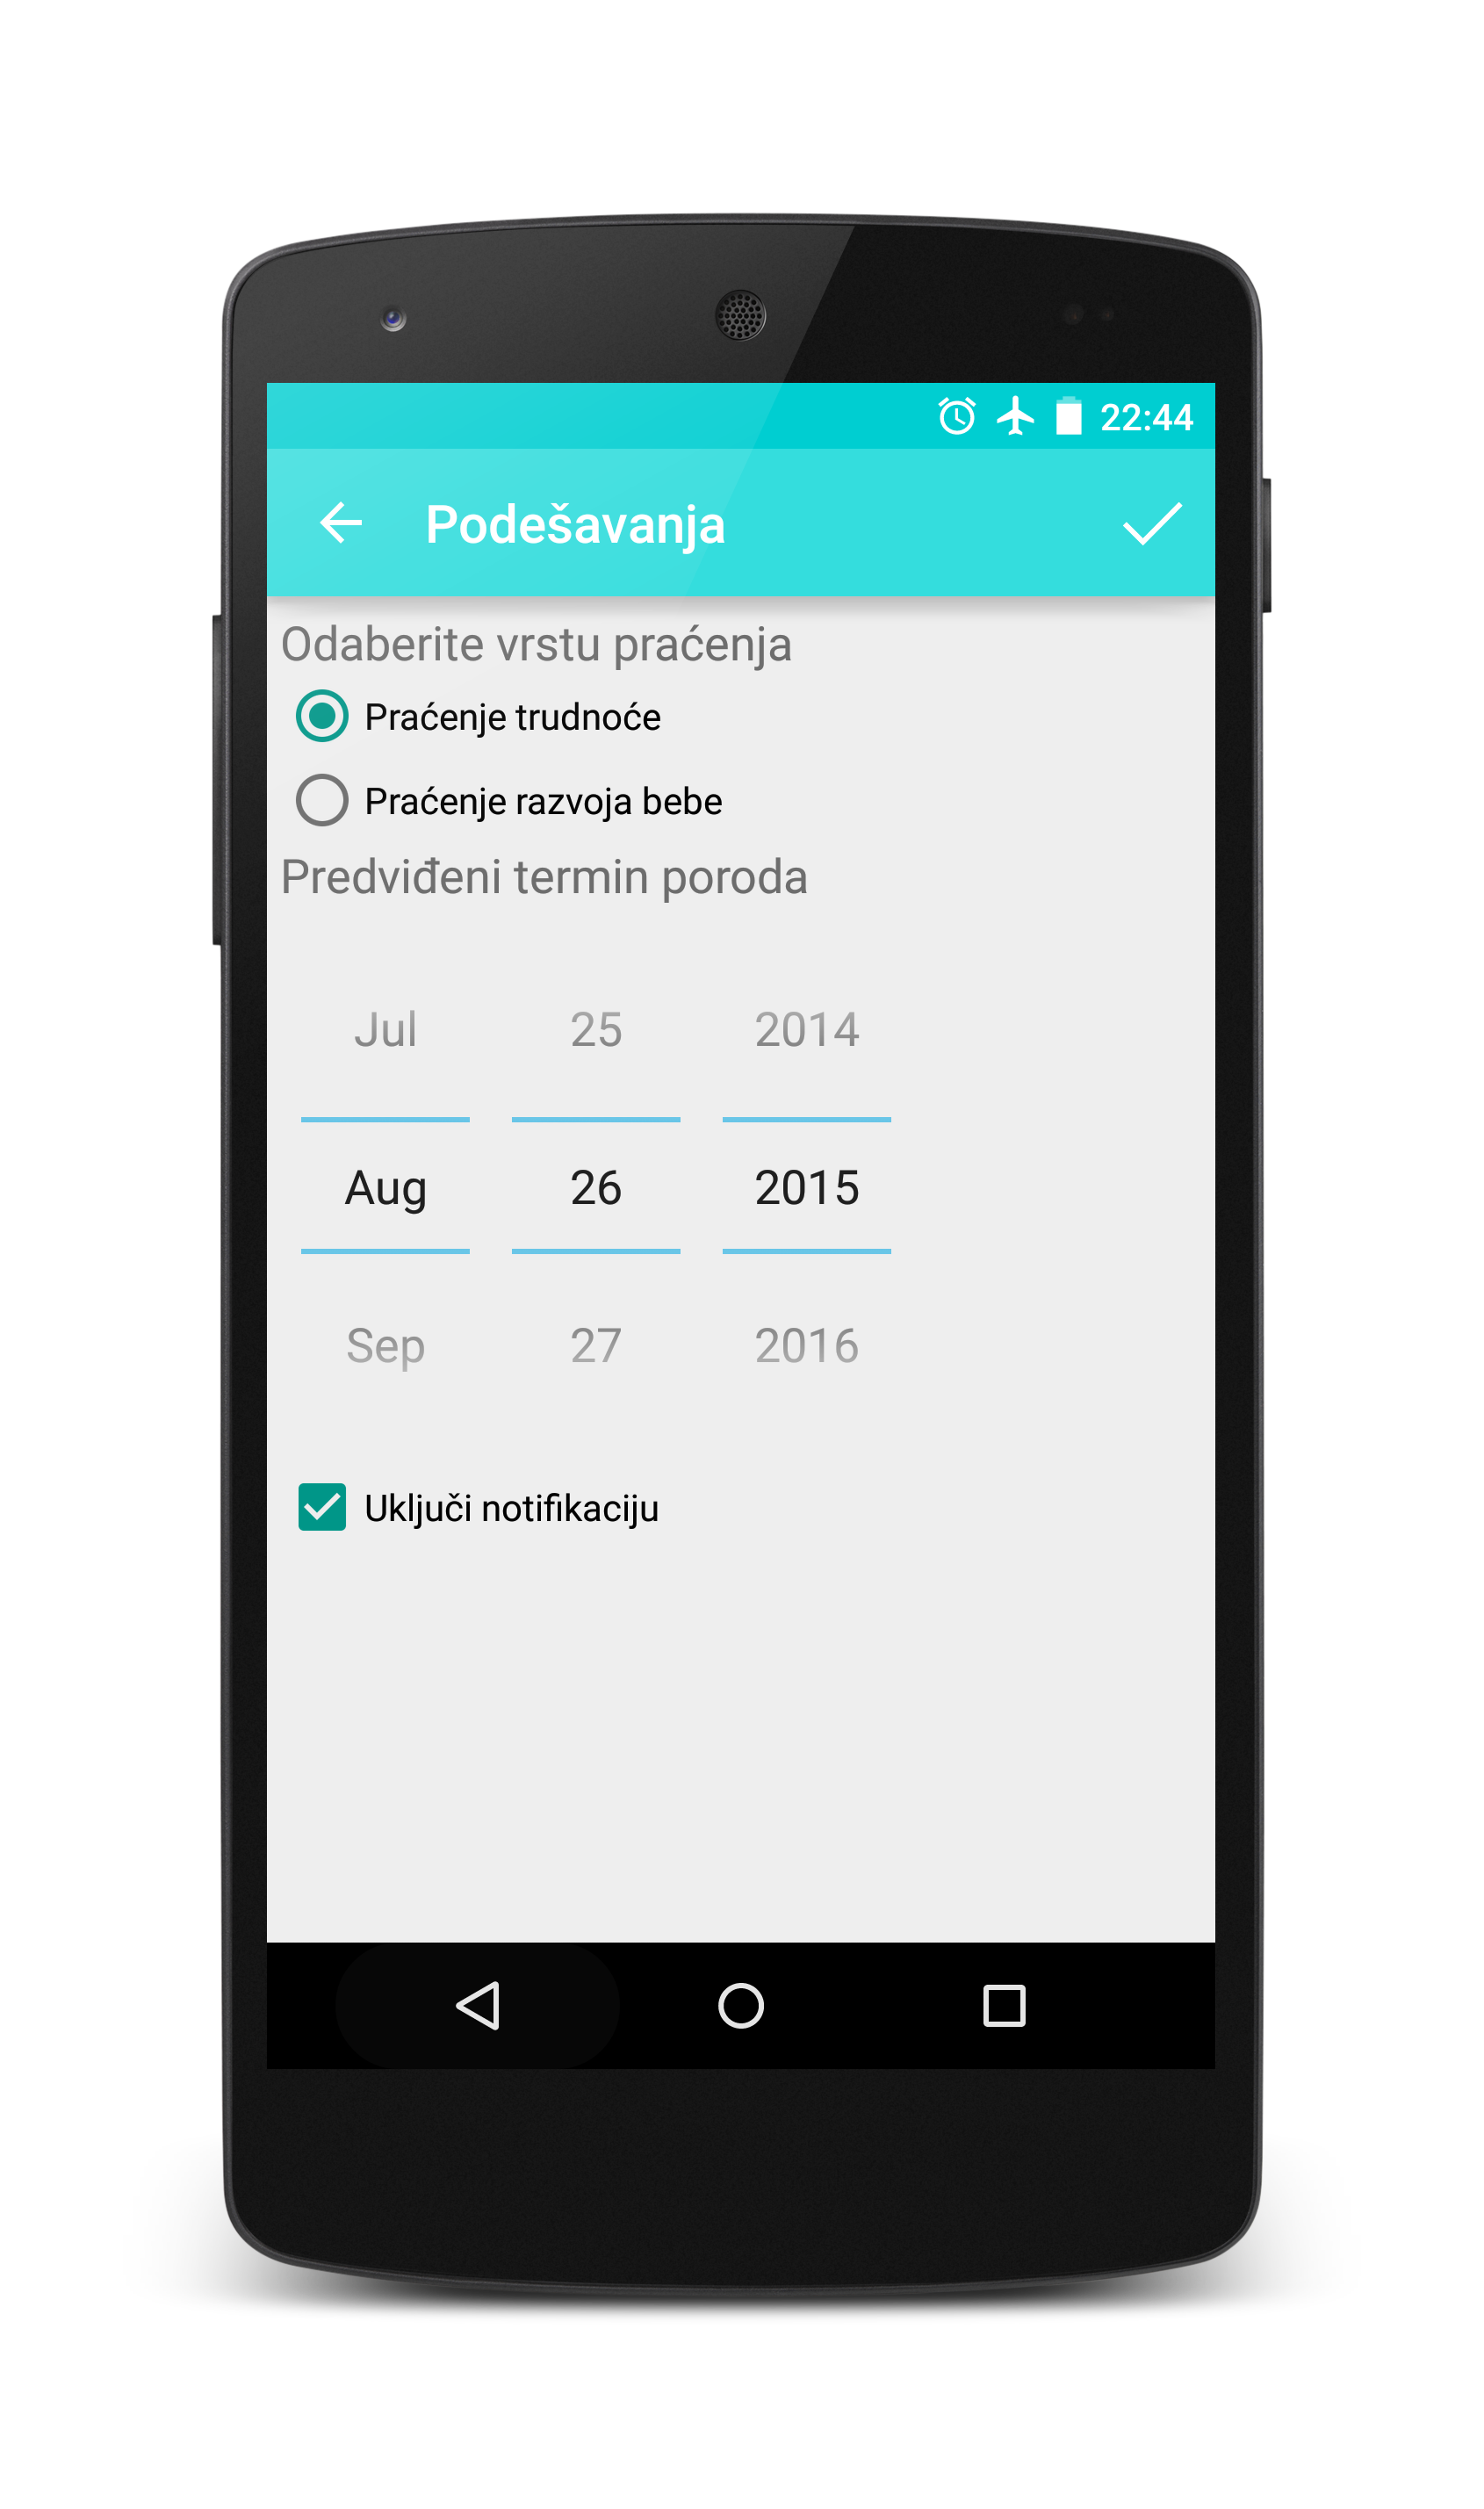 22:44
Podešavanja
Odaberite vrstu praćenja
Praćenje trudnoće
Praćenje razvoja bebe
Predviđeni termin poroda
Jul 25 2014
Aug 26 2015
Sep 27 2016
Uključi notifikaciju